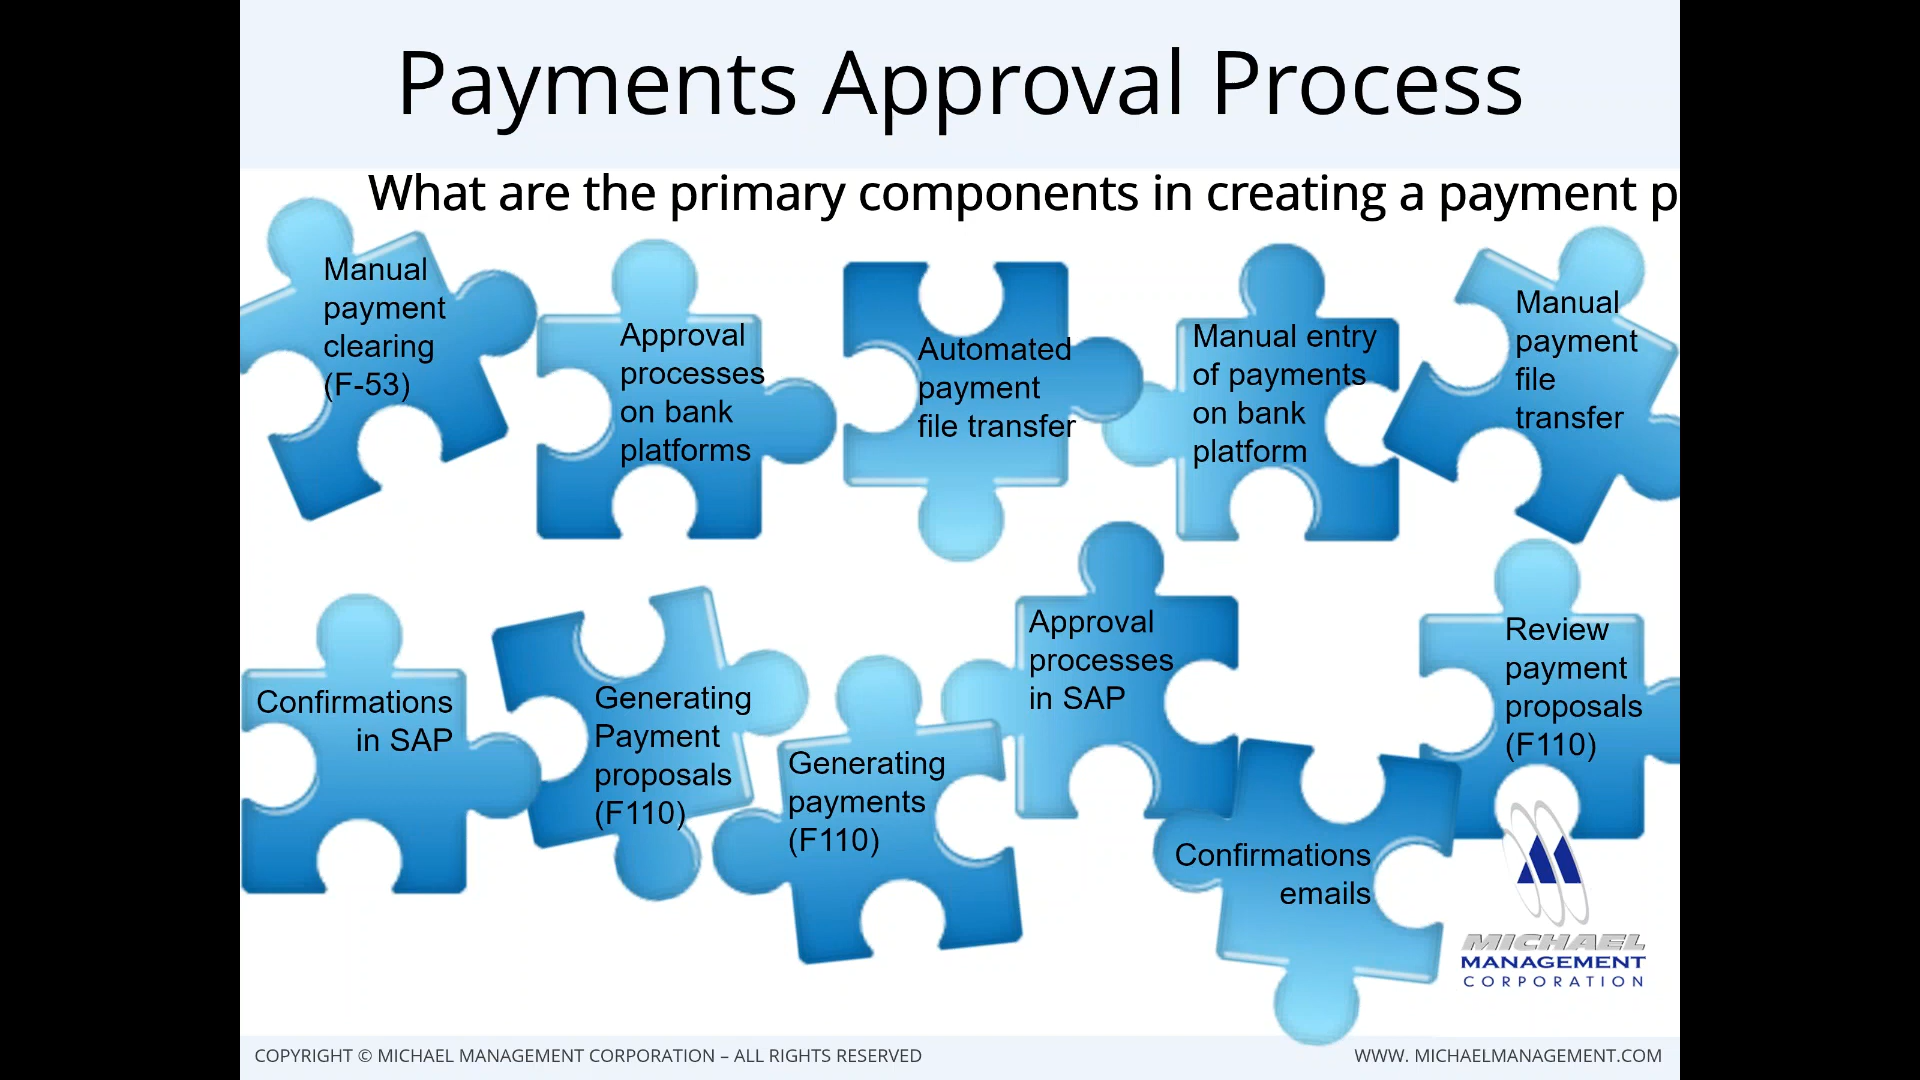 Payments Approval Process
What are the primary components in creating a payment p
Manual
payment
clearing
(F-53)
Approval
processes
on bank
platforms
Automated
payment
file transfer
Manual entry
of payments
on bank
platform
Manual
payment
file
transfer
Confirmations
in SAP
Generating
Payment
proposals
(F110)
Generating
payments
(F110)
Approval
processes
in SAP
Confirmations
emails
Review
payment
proposals
(F110)
MICHAEL
MANAGEMENT
CORPORATION
COPYRIGHT © MICHAEL MANAGEMENT CORPORATION – ALL RIGHTS RESERVED
WWW. MICHAELMANAGEMENT.COM